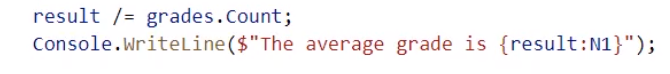 result /= grades.Count;
Console.WriteLine($"The average grade is {result:N1}");